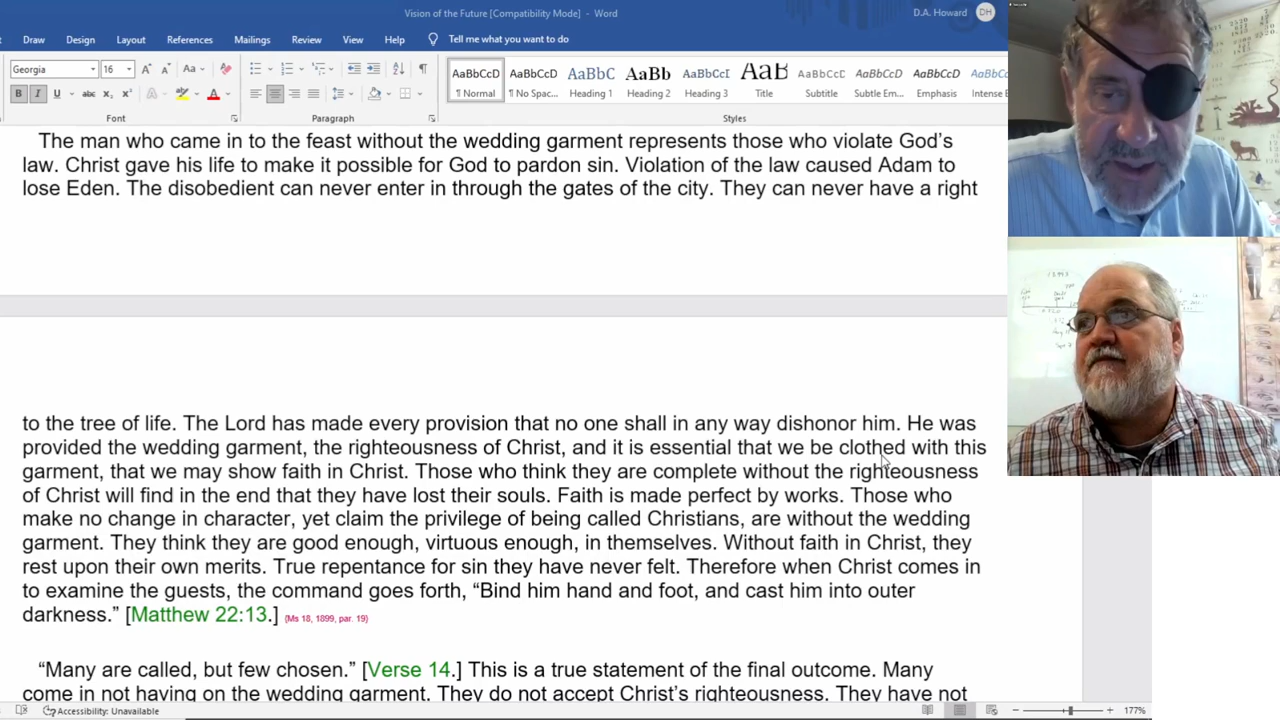 Vision of the Future [Compatibility Mode] - Word
D.A. Howard DH
Draw Design Layout References Mailings Review View Help Tell me what you want to do
Georgia 16 Aa
B I U abc x₂ x² A A
AaBbCcD AaBbCcD AaBbC AaBb AaBbCcI AaB AaBbCcD AaBbCcD AaBbCcD AaBbCc
¶ Normal ¶ No Spac... Heading 1 Heading 2 Heading 3 Title Subtitle Subtle Em... Emphasis Intense E
Font Paragraph Styles
The man who came in to the feast without the wedding garment represents those who violate God’s
law. Christ gave his life to make it possible for God to pardon sin. Violation of the law caused Adam to
lose Eden. The disobedient can never enter in through the gates of the city. They can never have a right
to the tree of life. The Lord has made every provision that no one shall in any way dishonor him. He was
provided the wedding garment, the righteousness of Christ, and it is essential that we be clothed with this
garment, that we may show faith in Christ. Those who think they are complete without the righteousness
of Christ will find in the end that they have lost their souls. Faith is made perfect by works. Those who
make no change in character, yet claim the privilege of being called Christians, are without the wedding
garment. They think they are good enough, virtuous enough, in themselves. Without faith in Christ, they
rest upon their own merits. True repentance for sin they have never felt. Therefore when Christ comes in
to examine the guests, the command goes forth, “Bind him hand and foot, and cast him into outer
darkness.” [Matthew 22:13.] {Ms 18, 1899, par. 19}
“Many are called, but few chosen.” [Verse 14.] This is a true statement of the final outcome. Many
come in not having on the wedding garment. They do not accept Christ’s righteousness. They have not
Accessibility: Unavailable
177%